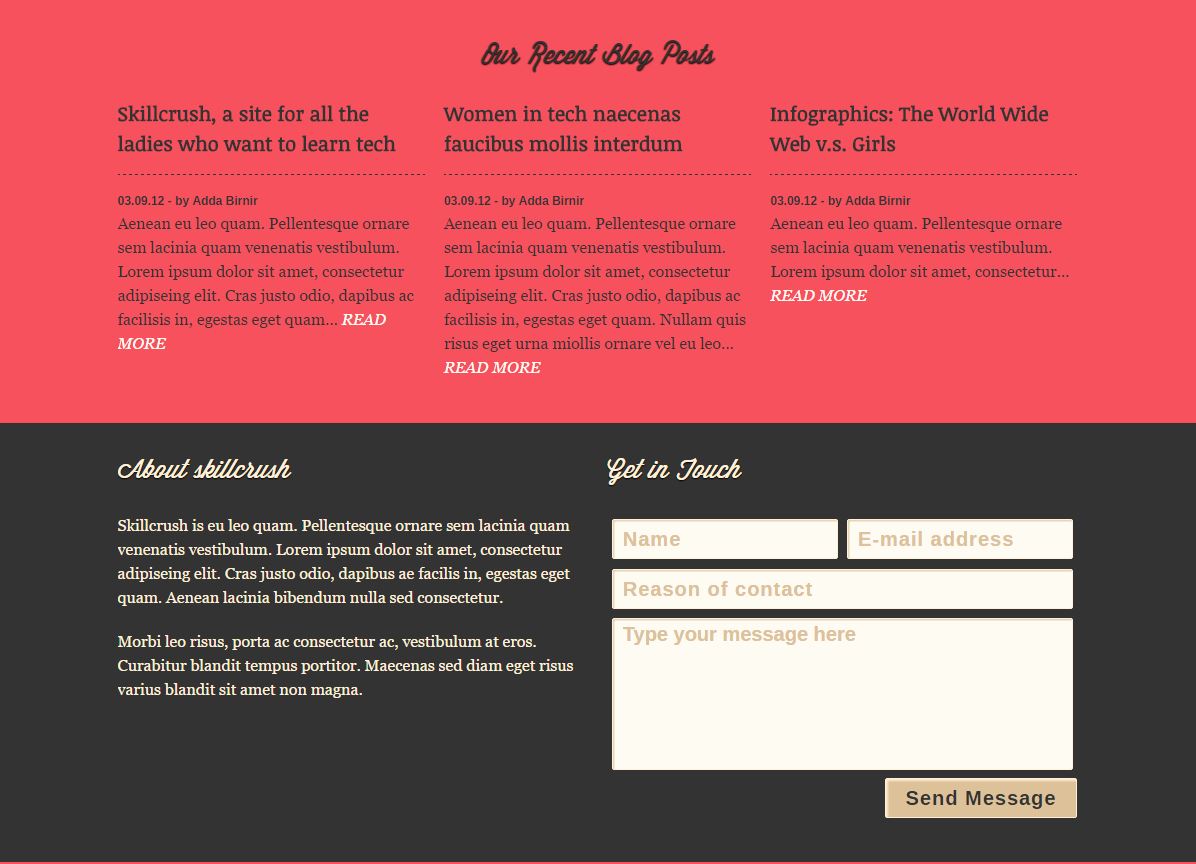 Our Recent Blog Posts
Skillcrush, a site for all the
ladies who want to learn tech
03.09.12 - by Adda Birnir
Aenean eu leo quam. Pellentesque ornare
sem lacinia quam venenatis vestibulum.
Lorem ipsum dolor sit amet, consectetur
adipiseing elit. Cras justo odio, dapibus ac
facilisis in, egestas eget quam... READ
MORE
Women in tech naecenas
faucibus mollis interdum
03.09.12 - by Adda Birnir
Aenean eu leo quam. Pellentesque ornare
sem lacinia quam venenatis vestibulum.
Lorem ipsum dolor sit amet, consectetur
adipiseing elit. Cras justo odio, dapibus ac
facilisis in, egestas eget quam. Nullam quis
risus eget urna miollis ornare vel eu leo...
READ MORE
Infographics: The World Wide
Web v.s. Girls
03.09.12 - by Adda Birnir
Aenean eu leo quam. Pellentesque ornare
sem lacinia quam venenatis vestibulum.
Lorem ipsum dolor sit amet, consectetur...
READ MORE
About skillcrush
Skillcrush is eu leo quam. Pellentesque ornare sem lacinia quam
venenatis vestibulum. Lorem ipsum dolor sit amet, consectetur
adipiseing elit. Cras justo odio, dapibus ae facilis in, egestas eget
quam. Aenean lacinia bibendum nulla sed consectetur.
Morbi leo risus, porta ac consectetur ac, vestibulum at eros.
Curabitur blandit tempus portitor. Maecenas sed diam eget risus
varius blandit sit amet non magna.
Get in Touch
Name
E-mail address
Reason of contact
Type your message here
Send Message